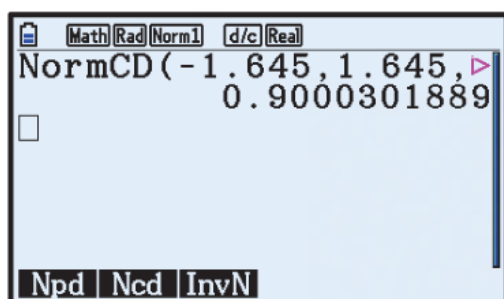 Math Rad Norm1 d/c Real
NormCD(-1.645,1.645,
0.9000301889
Npd Ncd InvN